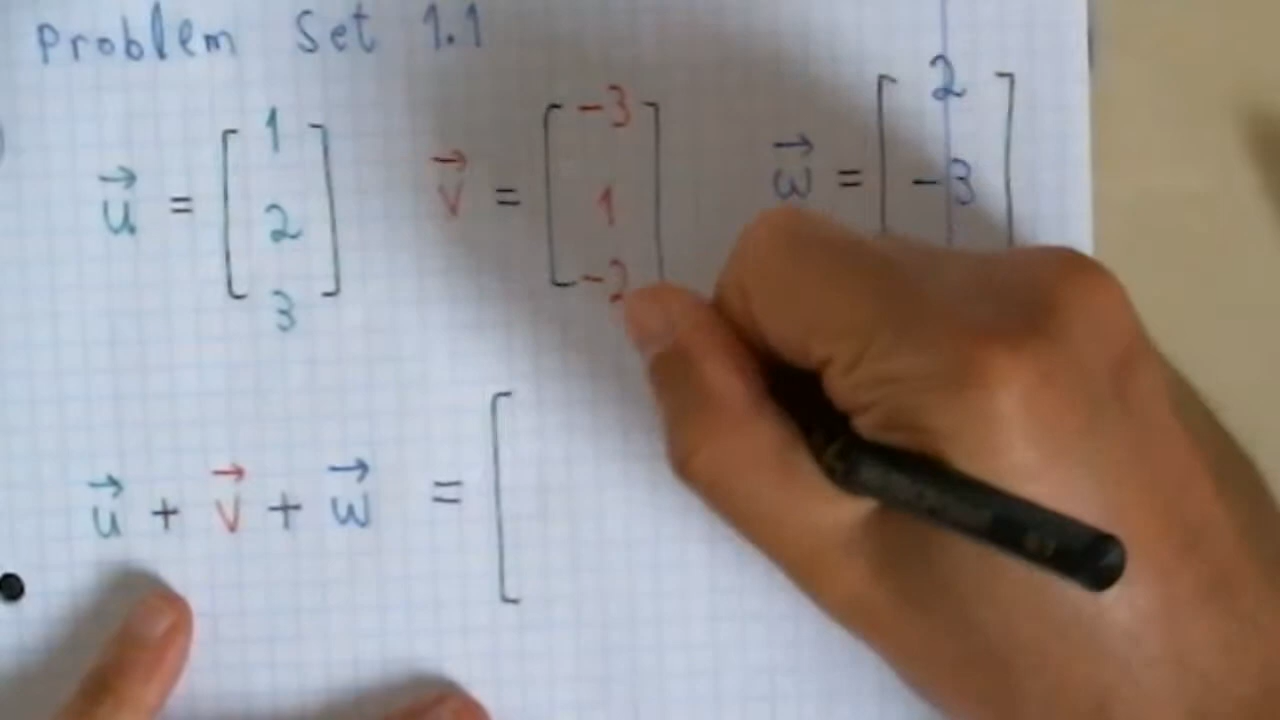 Problem Set 1.1
u = [1 2 3] v = [-3 1 -2] w = [2 -3
u + v + w = [